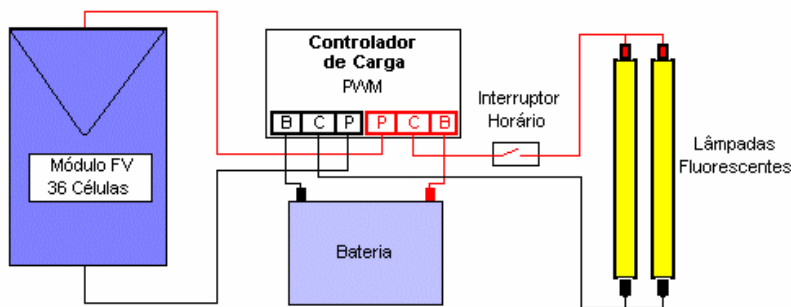 Controlador
de Carga
PWM
B C P P C B
Interruptor
Horário
Módulo FV
36 Células
Lâmpadas
Fluorescentes
Bateria